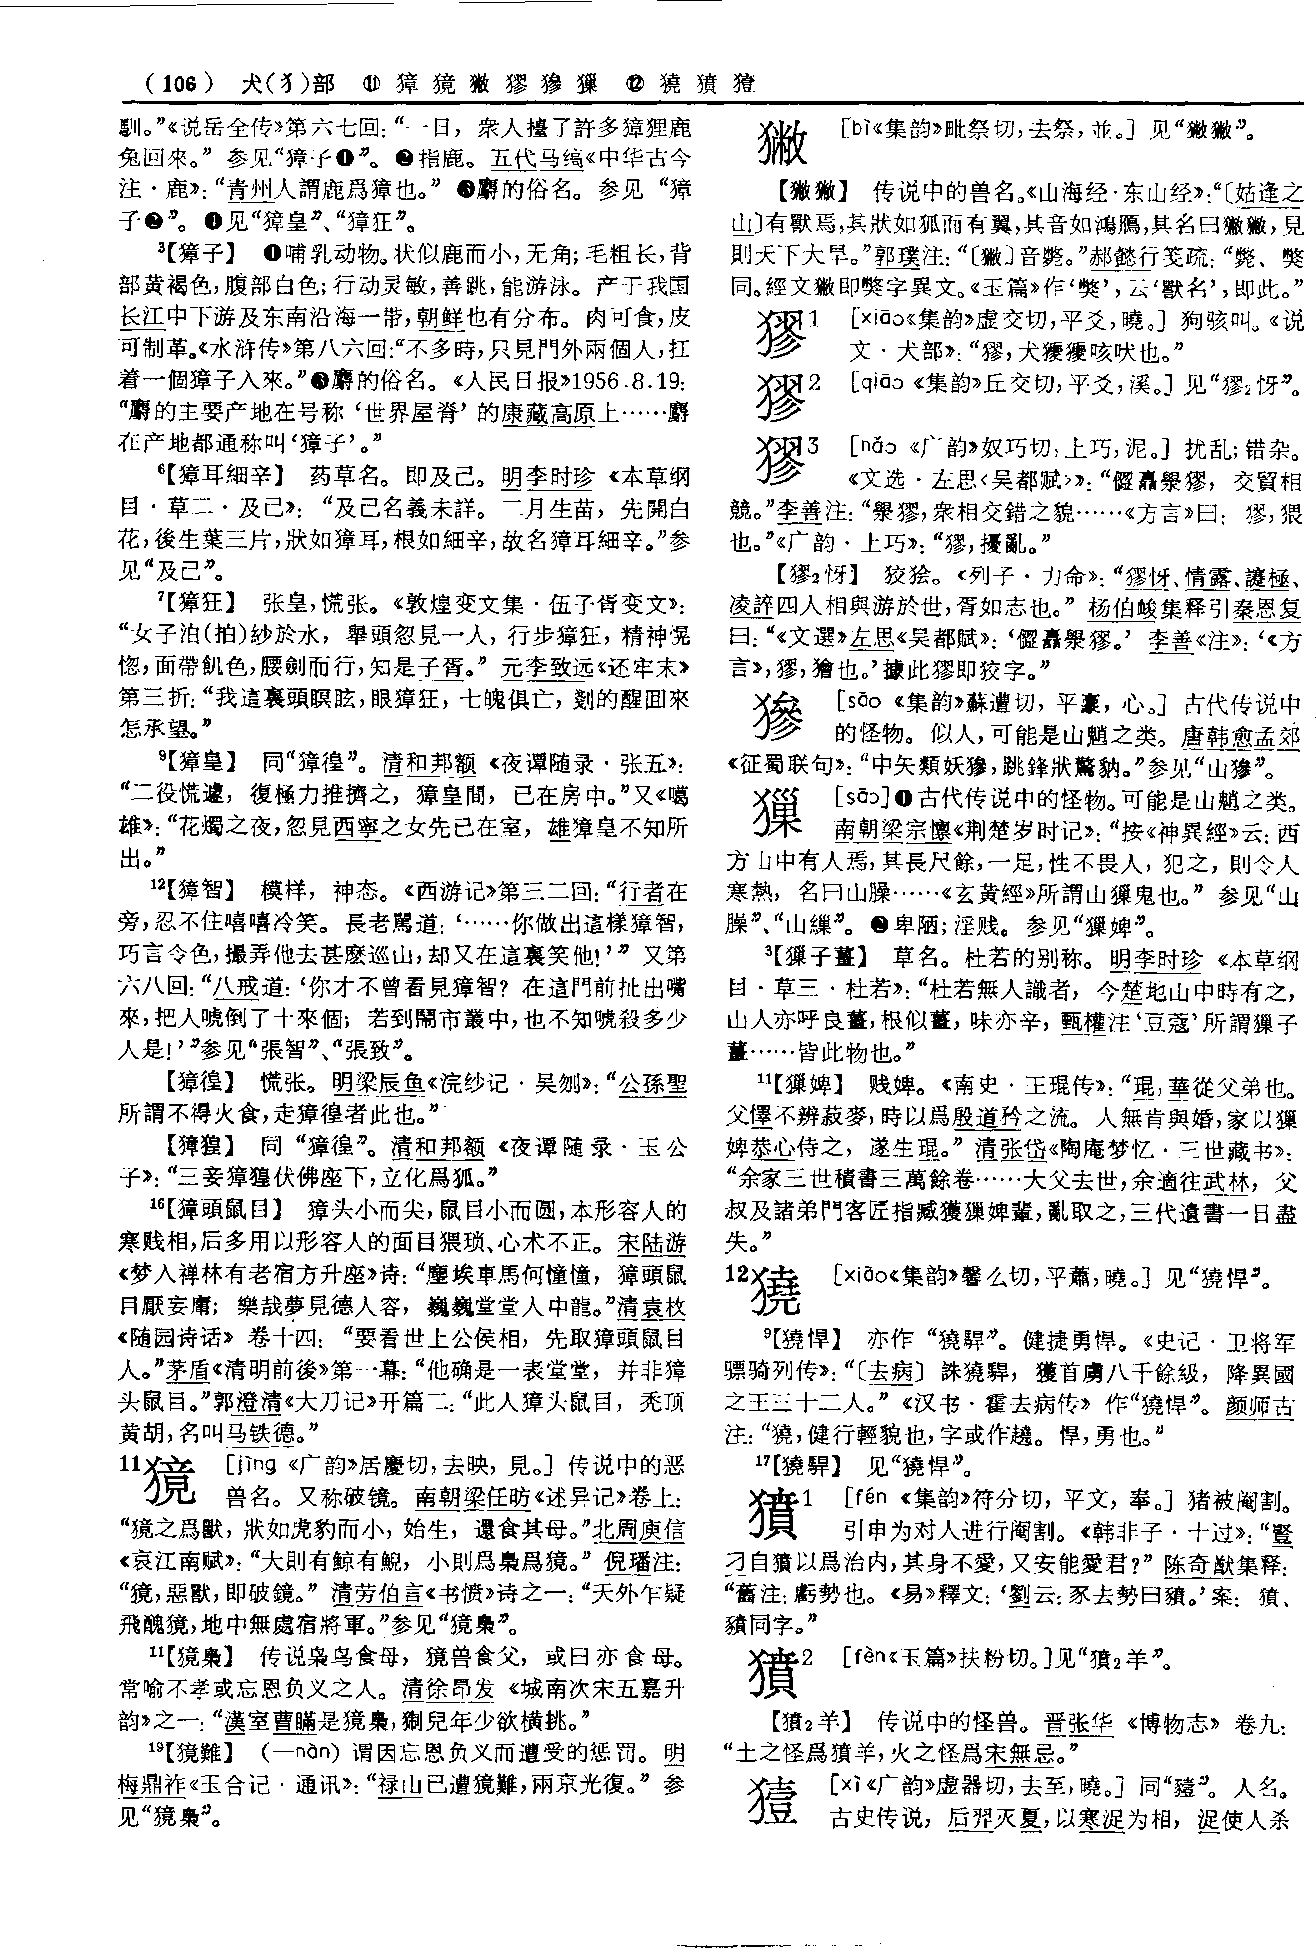 (106) 犬(犭)部 ⑪ 獐獍獙獿獥獟 ⑫ 獟獖獪
馴。”《说岳全传》第六七回：“一日，衆人擡了許多獐狸鹿
兔回來。” 参见“獐子❶”。❷指鹿。五代马缟《中华古今
注·鹿》：“青州人謂鹿爲獐也。” ❸麝的俗名。参见 “獐
子❷”。❹见“獐皇”、“獐狂”。
³【獐子】 ❶哺乳动物。状似鹿而小，无角；毛粗长，背
部黄褐色，腹部白色；行动灵敏，善跳，能游泳。产于我国
长江中下游及东南沿海一带，朝鲜也有分布。肉可食，皮
可制革。《水浒传》第八六回：“不多時，只見門外兩個人，扛
着一個獐子入來。”❷麝的俗名。《人民日报》1956.8.19：
“麝的主要产地在号称‘世界屋脊’的康藏高原上……麝
在产地都通称叫‘獐子’。”
⁶【獐耳細辛】 药草名。即及己。明李时珍《本草纲
目·草二·及己》：“及己名義未詳。二月生苗，先開白
花，後生葉三片，狀如獐耳，根如細辛，故名獐耳細辛。”参
见“及己”。
⁷【獐狂】 张皇，慌张。《敦煌变文集·伍子胥变文》：
“女子泊(拍)紗於水，舉頭忽見一人，行步獐狂，精神恍
惚，面帶飢色，腰劍而行，知是子胥。” 元李致远《还牢末》
第三折：“我這裏頭瞑眩，眼獐狂，七魄俱亡，剗的醒回來
怎承望。”
⁹【獐皇】 同“獐徨”。清和邦额《夜谭随录·张五》：
“二役慌遽，復極力推擠之，獐皇間，已在房中。”又《噶
雄》：“花燭之夜，忽見西寧之女先已在室，雄獐皇不知所
出。”
¹²【獐智】 模样，神态。《西游记》第三二回：“行者在
旁，忍不住嘻嘻冷笑。長老駡道：‘……你做出這樣獐智，
巧言令色，撮弄他去甚麽巡山，却又在這裏笑他！’” 又第
六八回：“八戒道：‘你才不曾看見獐智？在這門前扯出嘴
來，把人唬倒了十來個；若到鬧市叢中，也不知唬殺多少
人是！’”参见“張智”、“張致”。
【獐徨】 慌张。明梁辰鱼《浣纱记·吴刎》：“公孫聖
所謂不得火食，走獐徨者此也。”
【獐猩】 同“獐徨”。清和邦额《夜谭随录·玉公
子》：“三妾獐猩伏佛座下，立化爲狐。”
¹⁶【獐頭鼠目】 獐头小而尖，鼠目小而圆，本形容人的
寒贱相，后多用以形容人的面目猥琐、心术不正。宋陆游
《梦入禅林有老宿方升座》诗：“塵埃車馬何憧憧，獐頭鼠
目厭妄庸；樂哉夢見德人容，巍巍堂堂人中龍。”清袁枚
《随园诗话》卷十四：“要看世上公侯相，先取獐頭鼠目
人。”茅盾《清明前後》第一幕：“他确是一表堂堂，并非獐
头鼠目。”郭澄清《大刀记》开篇二：“此人獐头鼠目，秃顶
黄胡，名叫马铁德。”
11獍 [jìng《广韵》居慶切，去映，見。] 传说中的恶
兽名。又称破镜。南朝梁任昉《述异记》卷上：
“獍之爲獸，狀如虎豹而小，始生，還食其母。”北周庾信
《哀江南赋》：“大則有鯨有鯢，小則爲梟爲獍。” 倪璠注：
“獍，惡獸，即破鏡。” 清劳伯言《书愤》诗之一：“天外乍疑
飛醜獍，地中無處宿將軍。”参见“獍梟”。
¹¹【獍梟】 传说枭鸟食母，獍兽食父，或曰亦食母。
常喻不孝或忘恩负义之人。清徐昂发《城南次宋五嘉升
韵》之一：“漢室曹瞞是獍梟，猘兒年少欲横挑。”
¹⁹【獍難】 (—nàn) 谓因忘恩负义而遭受的惩罚。明
梅鼎祚《玉合记·通讯》：“禄山已遭獍難，兩京光復。” 参
见“獍梟”。
獙 [bì《集韵》毗祭切，去祭，並。] 见“獙獙”。
【獙獙】 传说中的兽名。《山海经·东山经》：“〔姑逢之
山〕有獸焉，其狀如狐而有翼，其音如鴻鴈，其名曰獙獙，見
則天下大旱。”郭璞注：“〔獙〕音斃。”郝懿行笺疏：“斃、獘
同。經文獙即獘字異文。《玉篇》作‘獘’，云‘獸名’，即此。”
獿1 [xiāo《集韵》虚交切，平爻，曉。] 狗骇叫。《说
文·犬部》：“獿，犬獿獿咳吠也。”
獿2 [qiāo《集韵》丘交切，平爻，溪。] 见“獿₂犽”。
獿3 [nǎo《广韵》奴巧切，上巧，泥。] 扰乱；错杂。
《文选·左思〈吴都赋〉》：“儸譶澩獿，交貿相
競。”李善注：“澩獿，衆相交錯之貌……《方言》曰：獿，猥
也。”《广韵·上巧》：“獿，擾亂。”
【獿₂犽】 狡狯。《列子·力命》：“獿犽、情露、讙極、
凌誶四人相與游於世，胥如志也。” 杨伯峻集释引秦恩复
曰：“《文選》左思《吴都賦》：‘儸譶澩獿。’ 李善《注》：‘《方
言》，獿，獪也。’據此獿即狡字。”
獥 [sāo《集韵》蘇遭切，平豪，心。] 古代传说中
的怪物。似人，可能是山魈之类。唐韩愈孟郊
《征蜀联句》：“中矢類妖獥，跳鋒狀驚豽。”参见“山獥”。
獟 [sāo]❶古代传说中的怪物。可能是山魈之类。
南朝梁宗懔《荆楚岁时记》：“按《神異經》云：西
方山中有人焉，其長尺餘，一足，性不畏人，犯之，則令人
寒熱，名曰山臊……《玄黄經》所謂山獟鬼也。” 参见“山
臊”、“山缫”。❷卑陋；淫贱。参见“獟婢”。
³【獟子薑】 草名。杜若的别称。明李时珍《本草纲
目·草三·杜若》：“杜若無人識者，今楚地山中時有之，
山人亦呼良薑，根似薑，味亦辛，甄權注‘豆蔻’所謂獟子
薑……皆此物也。”
¹¹【獟婢】 贱婢。《南史·王琨传》：“琨，華從父弟也。
父懌不辨菽麥，時以爲殷道矜之流。人無肯與婚，家以獟
婢恭心侍之，遂生琨。” 清张岱《陶庵梦忆·三世藏书》：
“余家三世積書三萬餘卷……大父去世，余適往武林，父
叔及諸弟門客匠指臧獲獟婢輩，亂取之，三代遺書一日盡
失。”
12獟 [xiāo《集韵》馨幺切，平蕭，曉。] 见“獟悍”。
⁹【獟悍】 亦作“獟駻”。健捷勇悍。《史记·卫将军
骠骑列传》：“〔去病〕誅獟駻，獲首虜八千餘級，降異國
之王三十二人。” 《汉书·霍去病传》作“獟悍”。颜师古
注：“獟，健行輕貌也，字或作趬。悍，勇也。”
¹⁷【獟駻】 见“獟悍”。
獖1 [fén《集韵》符分切，平文，奉。] 猪被阉割。
引申为对人进行阉割。《韩非子·十过》：“豎
刁自獖以爲治内，其身不愛，又安能愛君？” 陈奇猷集释：
“舊注：虧勢也。《易》釋文：‘劉云：豕去勢曰豶。’案：獖、
豶同字。”
獖2 [fèn《玉篇》扶粉切。]见“獖₂羊”。
【獖₂羊】 传说中的怪兽。晋张华《博物志》卷九：
“土之怪爲獖羊，火之怪爲宋無忌。”
[xì《广韵》虚器切，去至，曉。] 同“豷”。人名。
古史传说，后羿灭夏，以寒浞为相，浞使人杀